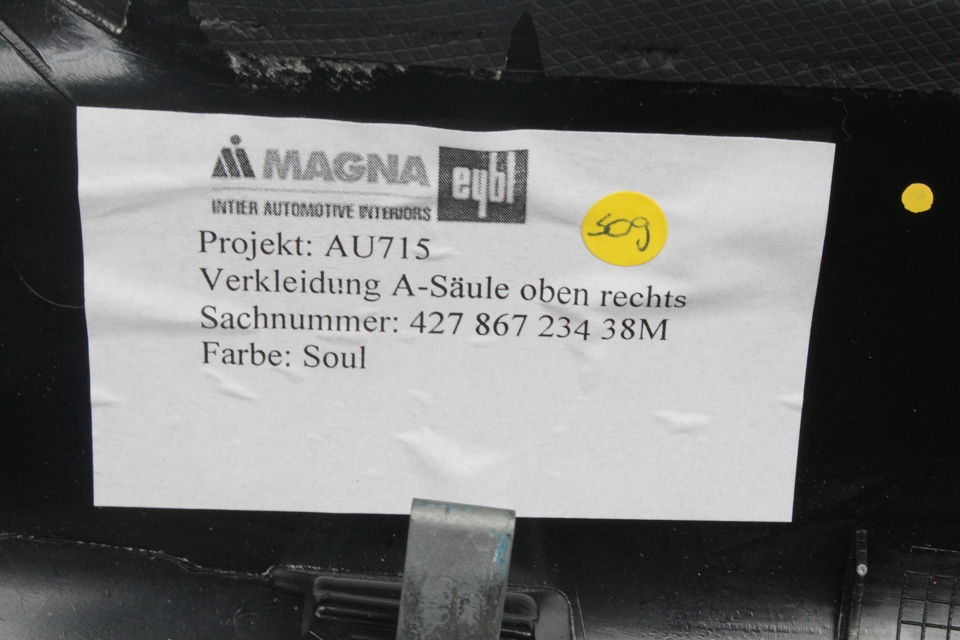 MAGNA eybl
INTIER AUTOMOTIVE INTERIORS
509
Projekt: AU715
Verkleidung A-Säule oben rechts
Sachnummer: 427 867 234 38M
Farbe: Soul